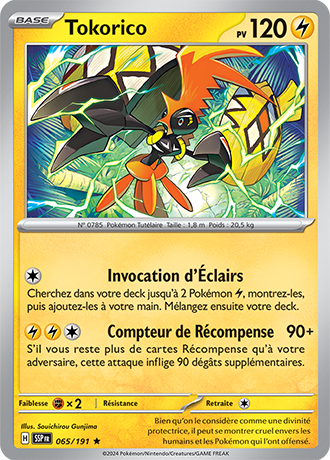 BASE Tokorico PV 120
N° 0785 Pokémon Tutélaire Taille : 1,8 m Poids : 20,5 kg
Invocation d'Éclairs
Cherchez dans votre deck jusqu'à 2 Pokémon , montrez-les,
puis ajoutez-les à votre main. Mélangez ensuite votre deck.
Compteur de Récompense 90+
S'il vous reste plus de cartes Récompense qu'à votre
adversaire, cette attaque inflige 90 dégâts supplémentaires.
Faiblesse × 2 Résistance Retraite
Illus. Souichirou Gunjima
H SSP FR 065/191 ★
Bien qu'on le considère comme une divinité
protectrice, il peut se montrer cruel envers les
humains et les Pokémon qui l'ont offensé.
©2024 Pokémon/Nintendo/Creatures/GAME FREAK